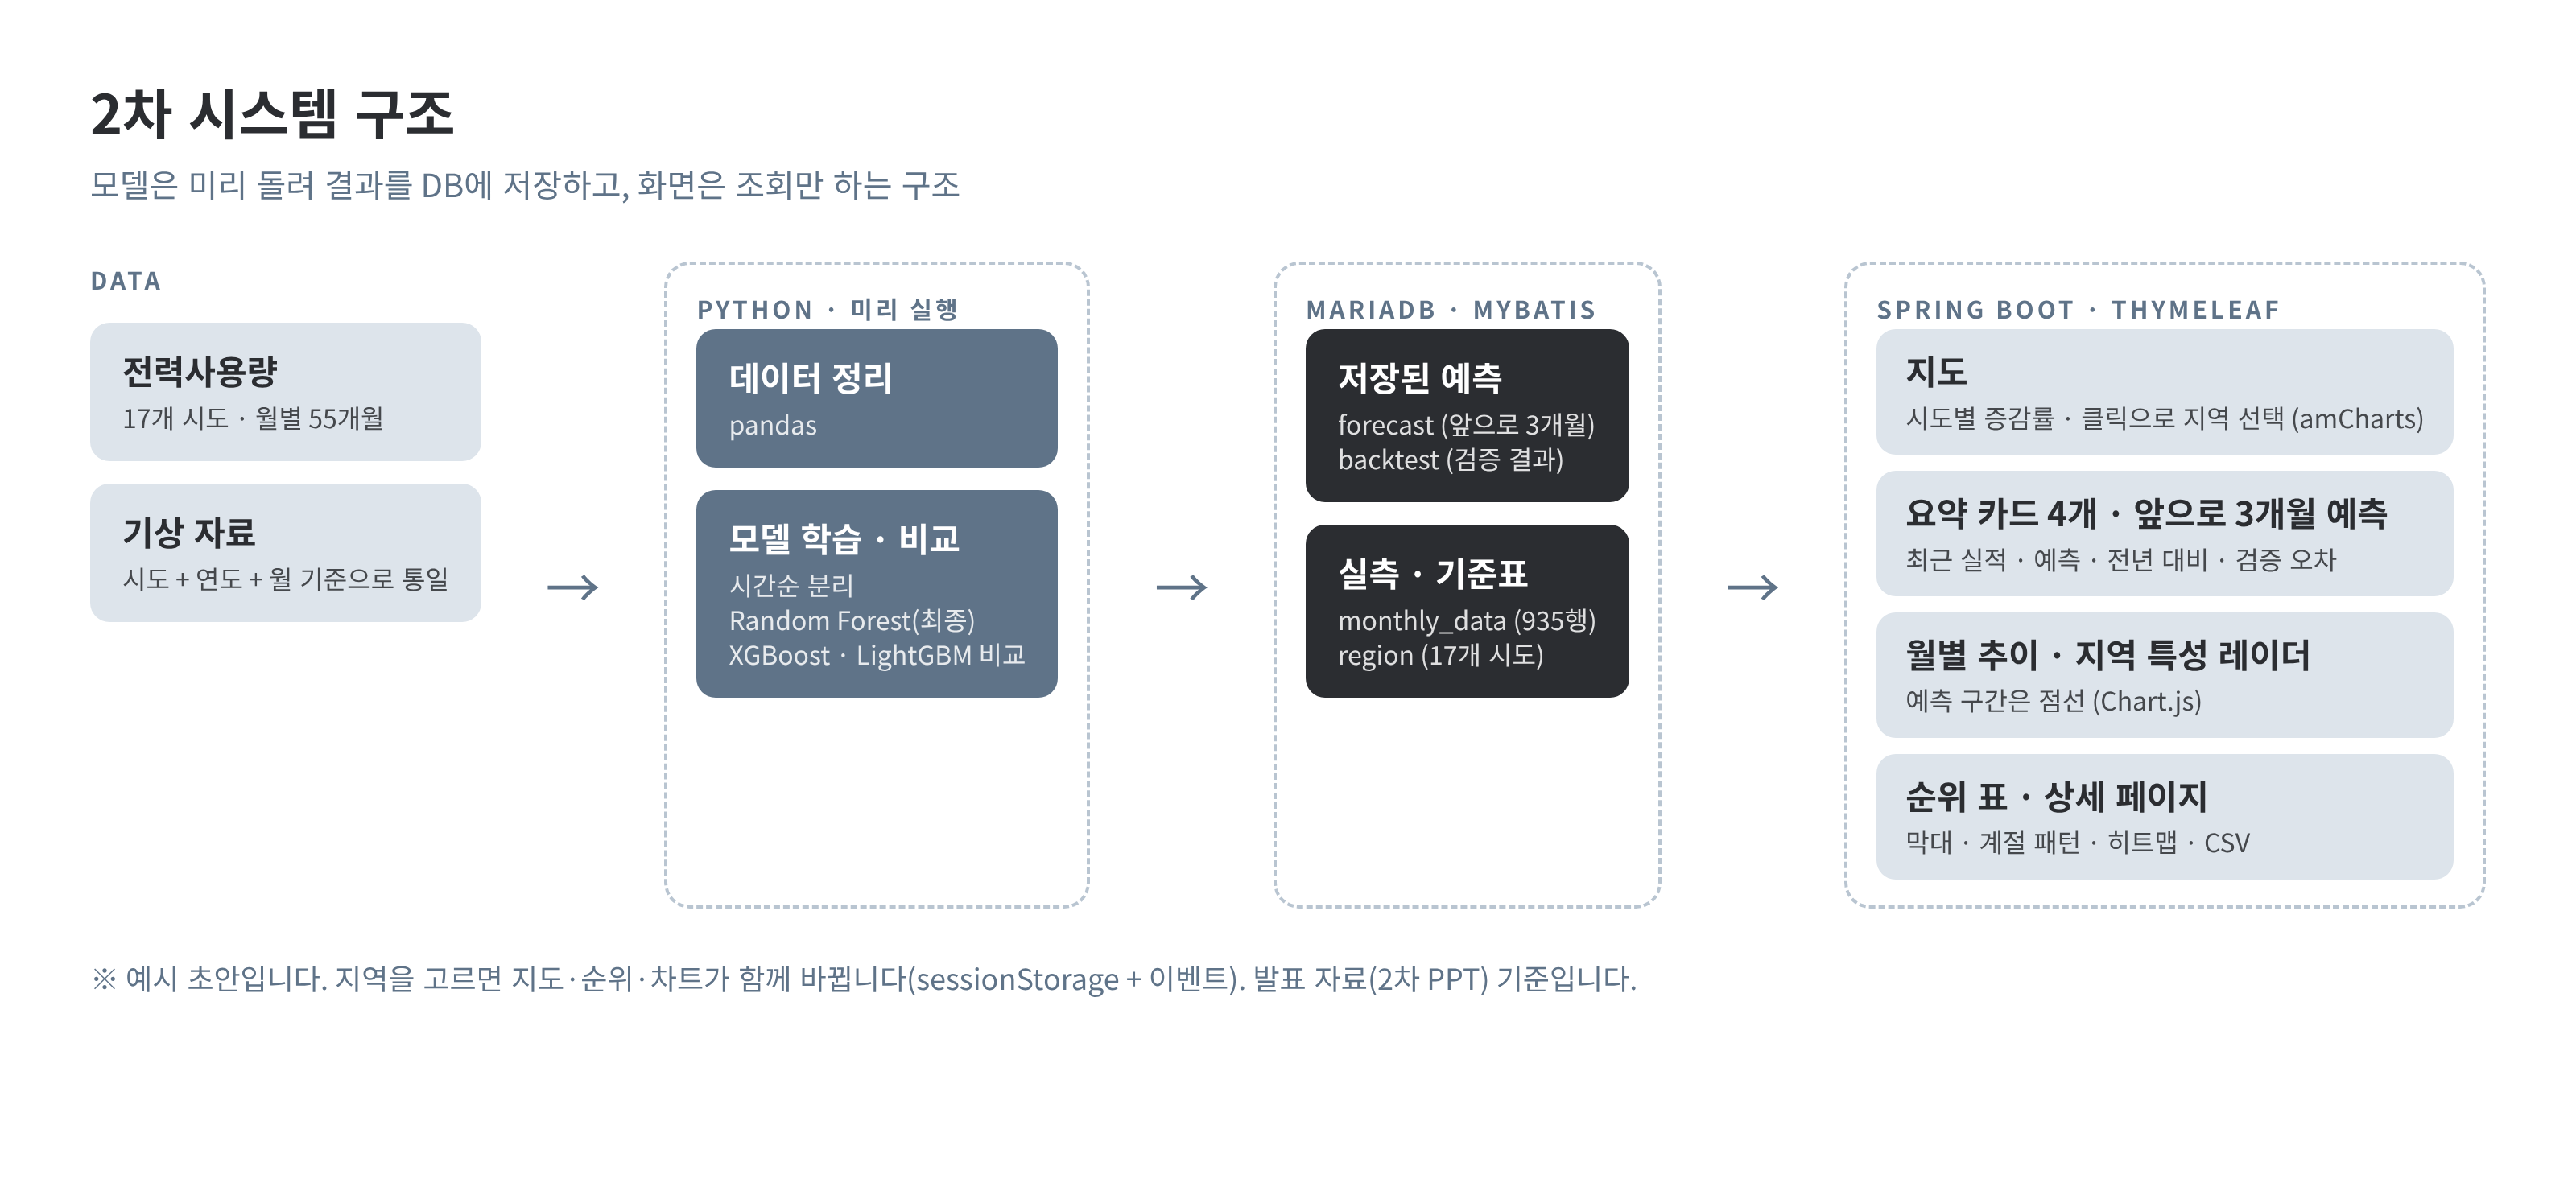 2차 시스템 구조
모델은 미리 돌려 결과를 DB에 저장하고, 화면은 조회만 하는 구조
DATA
전력사용량
17개 시도 · 월별 55개월
기상 자료
시도 + 연도 + 월 기준으로 통일
→
PYTHON · 미리 실행
데이터 정리
pandas
모델 학습 · 비교
시간순 분리
Random Forest(최종)
XGBoost · LightGBM 비교
→
MARIADB · MYBATIS
저장된 예측
forecast (앞으로 3개월)
backtest (검증 결과)
실측 · 기준표
monthly_data (935행)
region (17개 시도)
→
SPRING BOOT · THYMELEAF
지도
시도별 증감률 · 클릭으로 지역 선택 (amCharts)
요약 카드 4개 · 앞으로 3개월 예측
최근 실적 · 예측 · 전년 대비 · 검증 오차
월별 추이 · 지역 특성 레이더
예측 구간은 점선 (Chart.js)
순위 표 · 상세 페이지
막대 · 계절 패턴 · 히트맵 · CSV
※ 예시 초안입니다. 지역을 고르면 지도·순위·차트가 함께 바뀝니다(sessionStorage + 이벤트). 발표 자료(2차 PPT) 기준입니다.